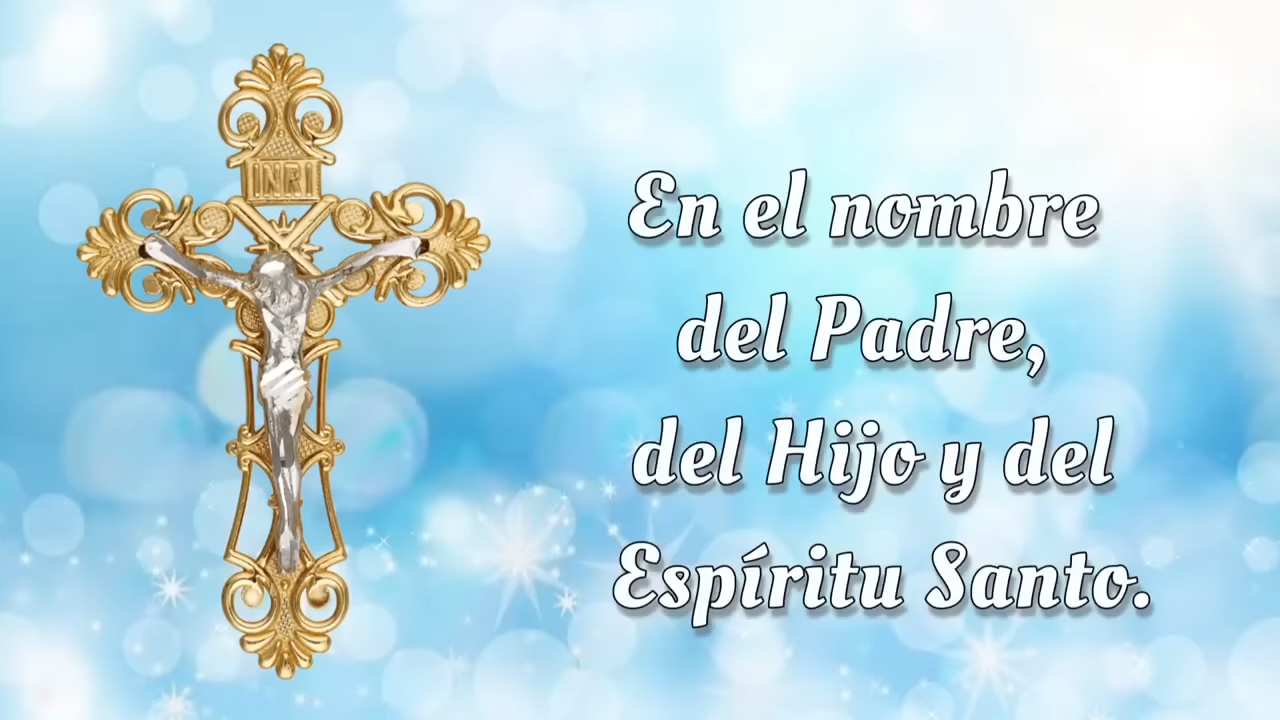 INRI
En el nombre
del Padre,
del Hijo y del
Espíritu Santo.